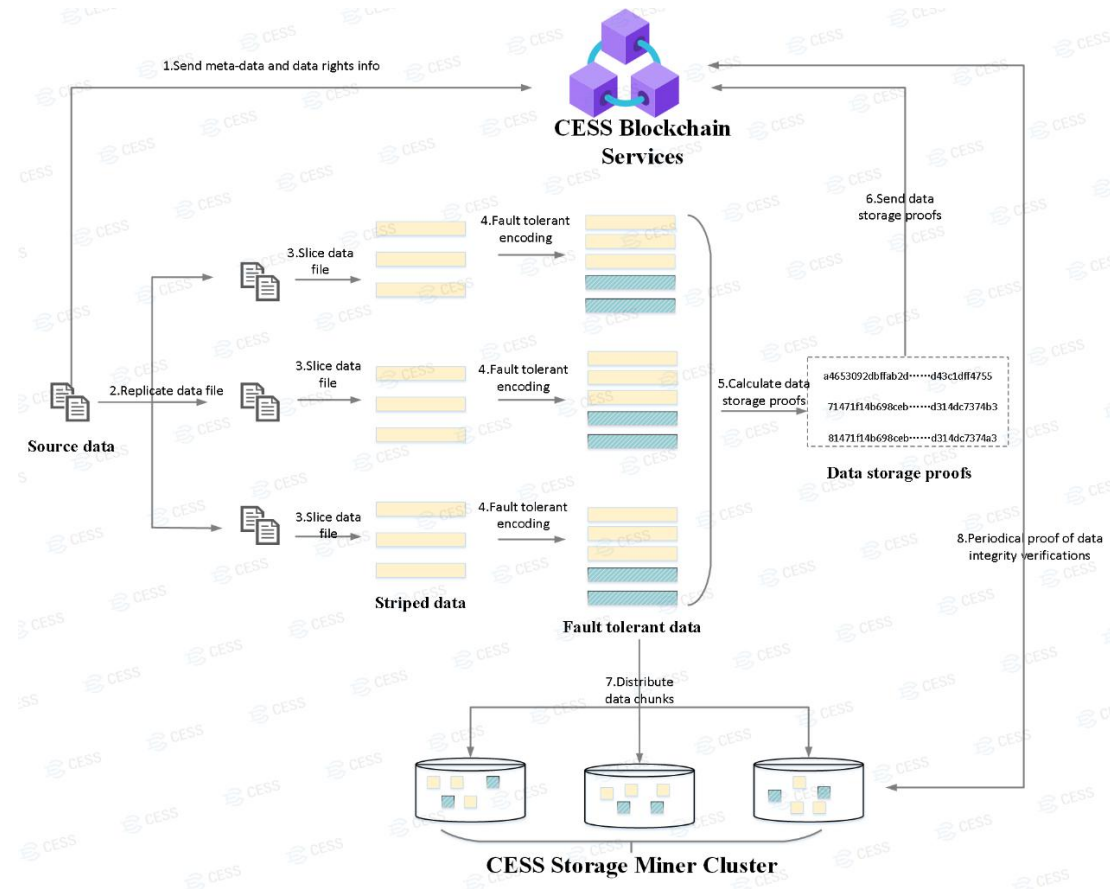 1.Send meta-data and data rights info
CESS Blockchain
Services
6.Send data
storage proofs
3.Slice data
file
4.Fault tolerant
encoding
2.Replicate data file
3.Slice data
file
4.Fault tolerant
encoding
5.Calculate data
storage proofs
a4653092dbffab2d······d43c1dff4755
71471f14b698ceb······d314dc7374b3
81471f14b698ceb······d314dc7374a3
Source data
Data storage proofs
3.Slice data
file
4.Fault tolerant
encoding
8.Periodical proof of data
integrity verifications
Striped data
Fault tolerant data
7.Distribute
data chunks
CESS Storage Miner Cluster
CESS